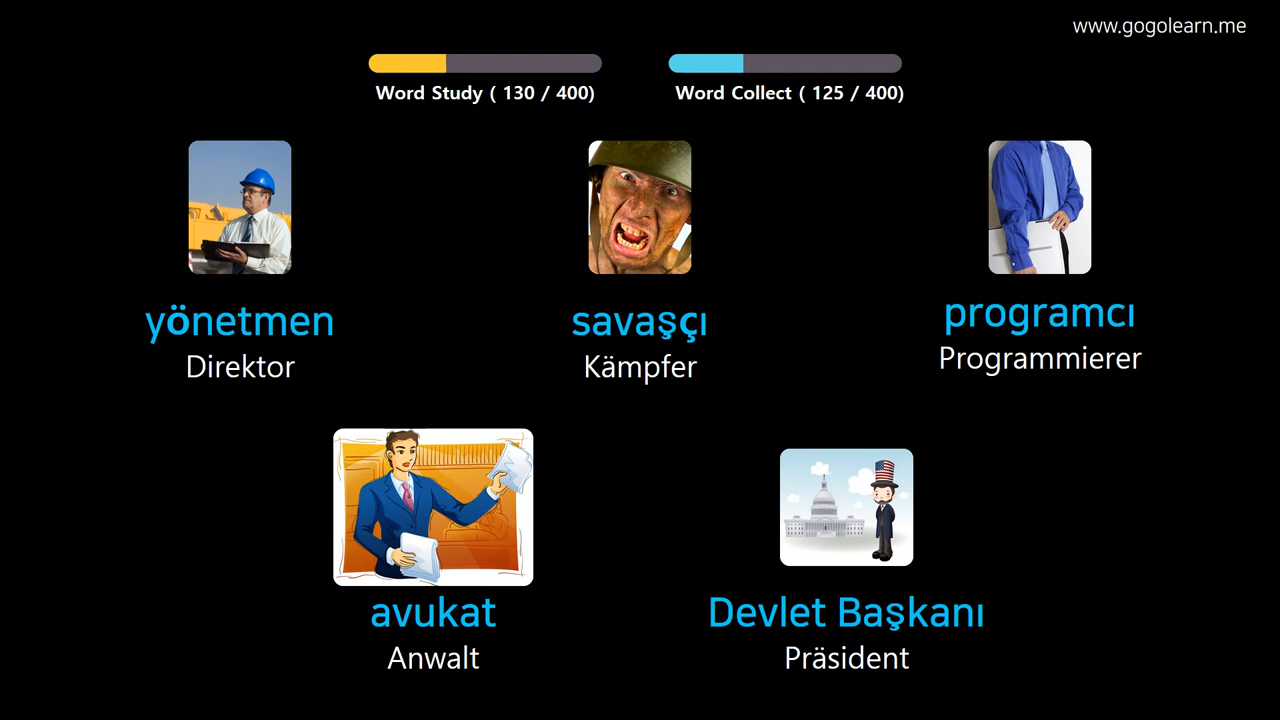 www.gogolearn.me
Word Study ( 130 / 400)
Word Collect ( 125 / 400)
yönetmen
Direktor
savaşçı
Kämpfer
programcı
Programmierer
avukat
Anwalt
Devlet Başkanı
Präsident